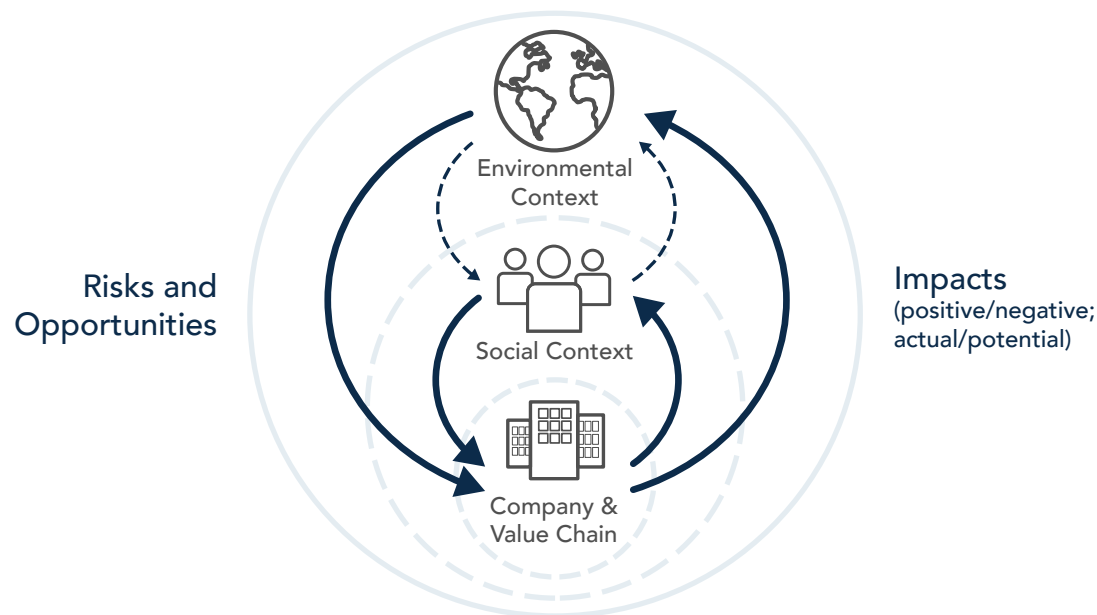 Environmental
Context
Risks and
Opportunities
Impacts
(positive/negative;
actual/potential)
Social Context
Company &
Value Chain